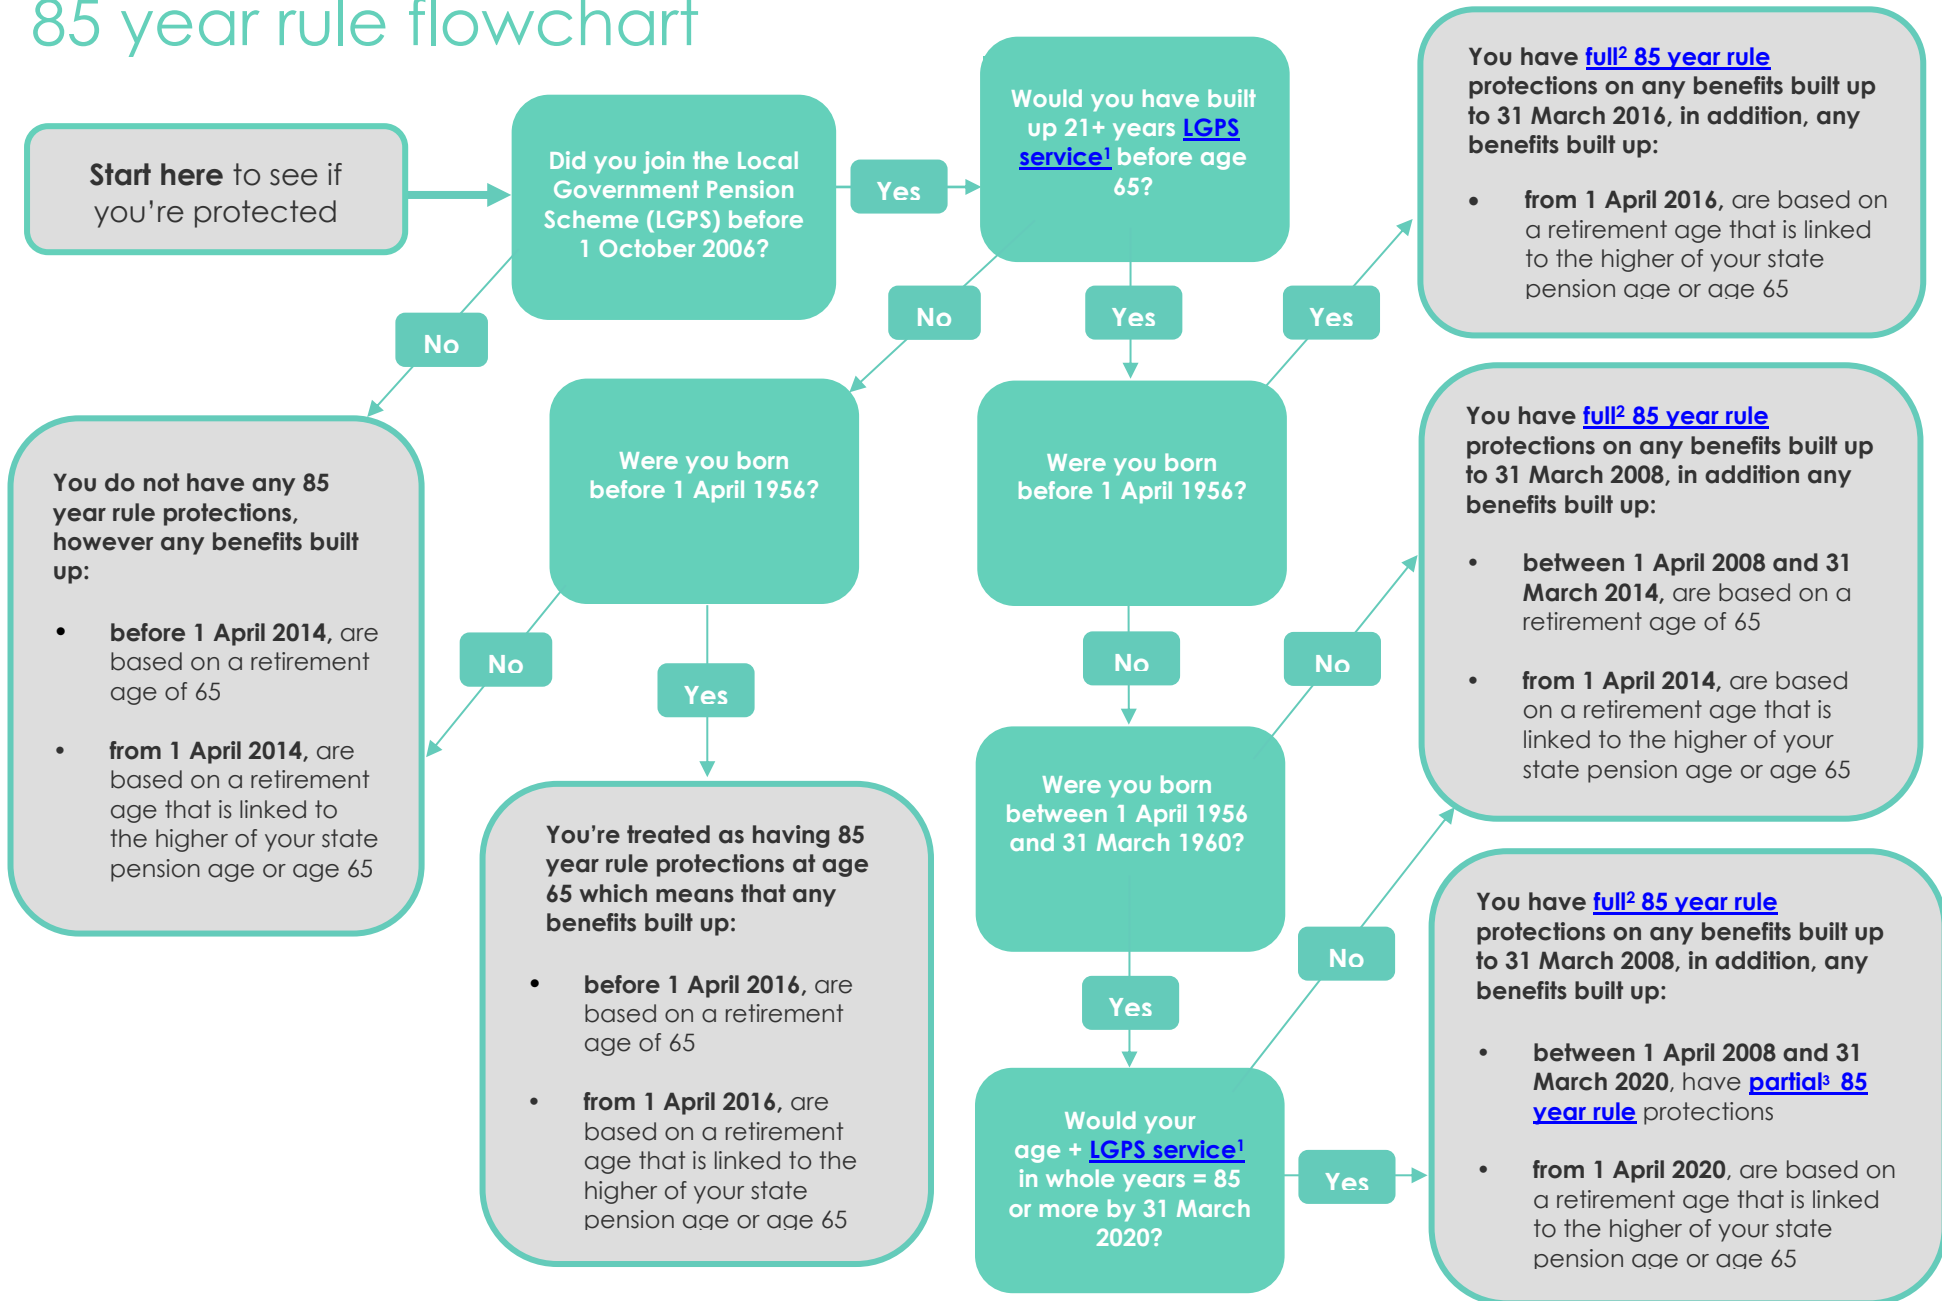 85 year rule flowchart
Start here to see if
you're protected
Did you join the Local
Government Pension
Scheme (LGPS) before
1 October 2006?
Yes
No
Would you have built
up 21+ years LGPS
service¹ before age
65?
No
Yes
Yes
You have full² 85 year rule
protections on any benefits built up
to 31 March 2016, in addition, any
benefits built up:
• from 1 April 2016, are based on
a retirement age that is linked
to the higher of your state
pension age or age 65
Were you born
before 1 April 1956?
Were you born
before 1 April 1956?
You have full² 85 year rule
protections on any benefits built up
to 31 March 2008, in addition any
benefits built up:
• between 1 April 2008 and 31
March 2014, are based on a
retirement age of 65
• from 1 April 2014, are based
on a retirement age that is
linked to the higher of your
state pension age or age 65
You do not have any 85
year rule protections,
however any benefits built
up:
• before 1 April 2014, are
based on a retirement
age of 65
• from 1 April 2014, are
based on a retirement
age that is linked to
the higher of your state
pension age or age 65
No
Yes
No
No
You're treated as having 85
year rule protections at age
65 which means that any
benefits built up:
• before 1 April 2016, are
based on a retirement
age of 65
• from 1 April 2016, are
based on a retirement
age that is linked to the
higher of your state
pension age or age 65
Were you born
between 1 April 1956
and 31 March 1960?
Yes
No
Would your
age + LGPS service¹
in whole years = 85
or more by 31 March
2020?
Yes
You have full² 85 year rule
protections on any benefits built up
to 31 March 2008, in addition, any
benefits built up:
• between 1 April 2008 and 31
March 2020, have partial³ 85
year rule protections
• from 1 April 2020, are based on
a retirement age that is linked
to the higher of your state
pension age or age 65